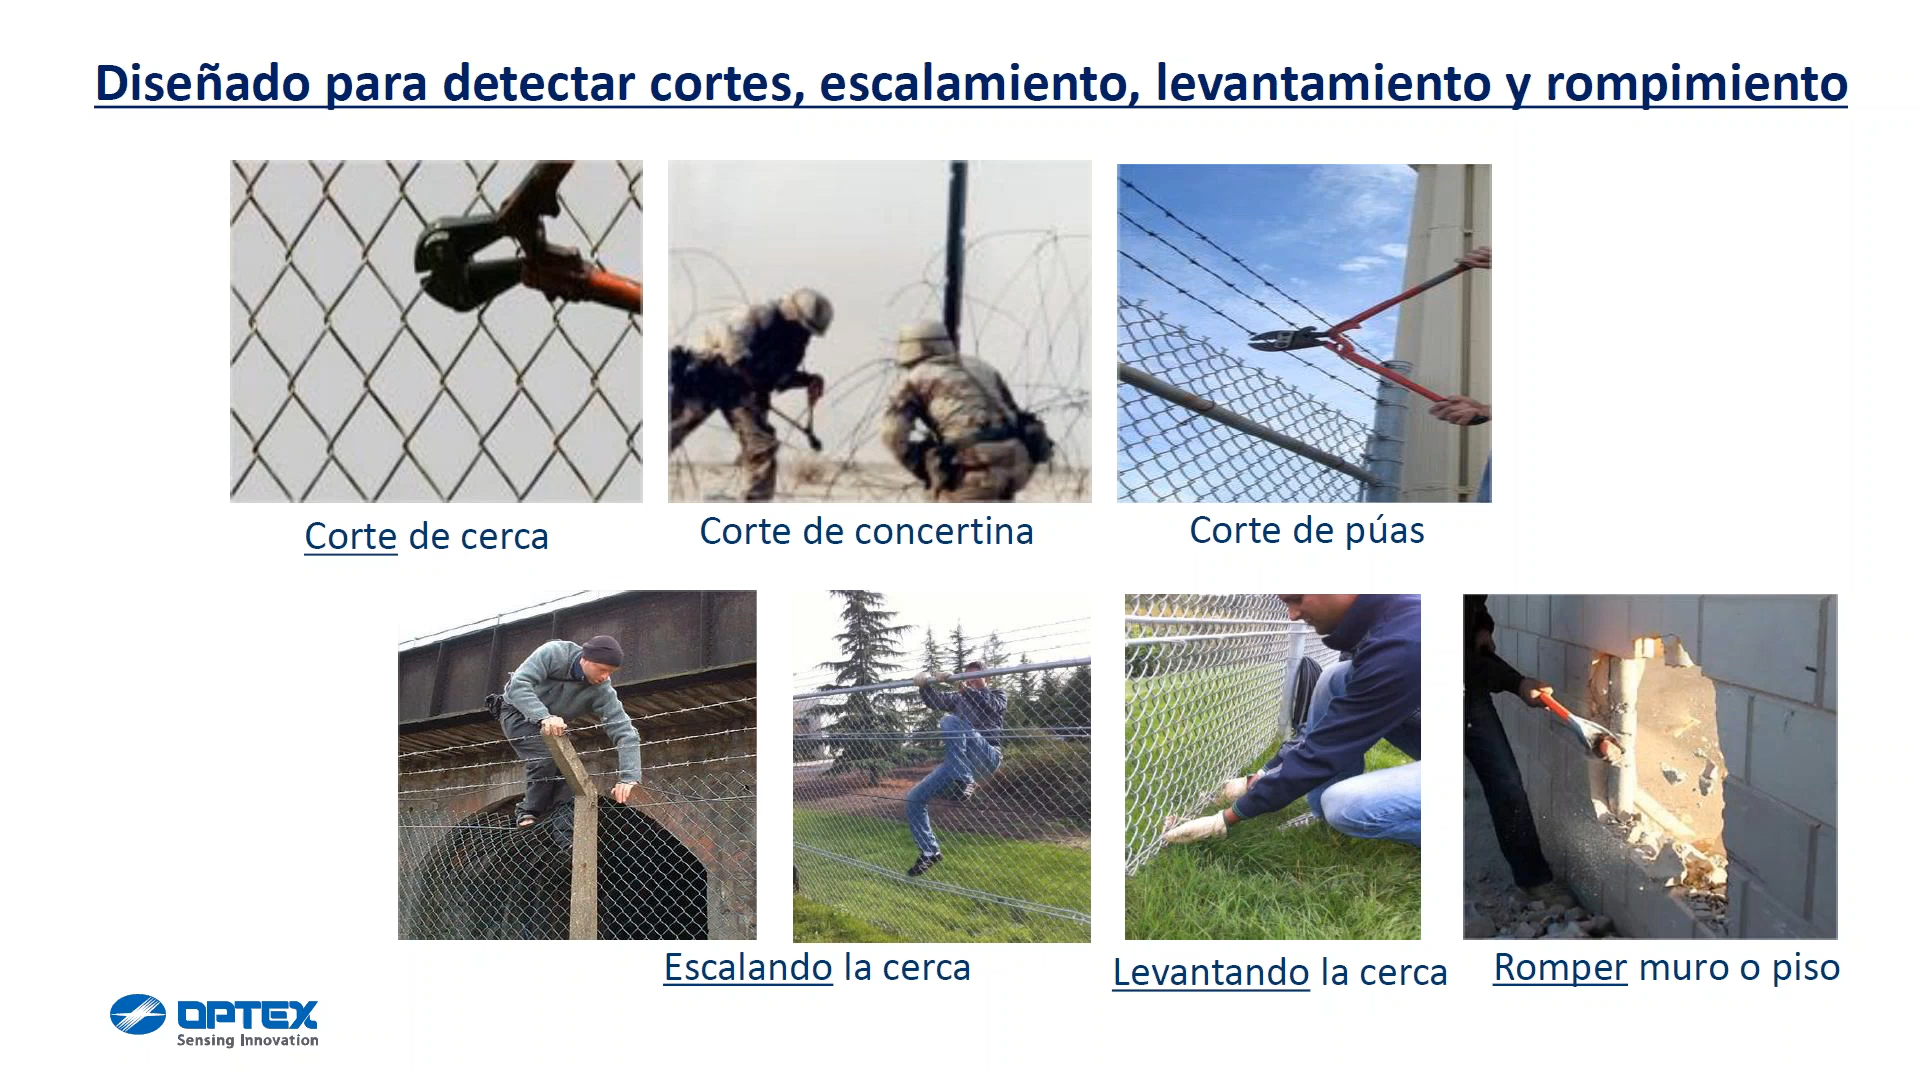 Diseñado para detectar cortes, escalamiento, levantamiento y rompimiento
Corte de cerca
Corte de concertina
Corte de púas
Escalando la cerca
Levantando la cerca
Romper muro o piso
OPTEX
Sensing Innovation